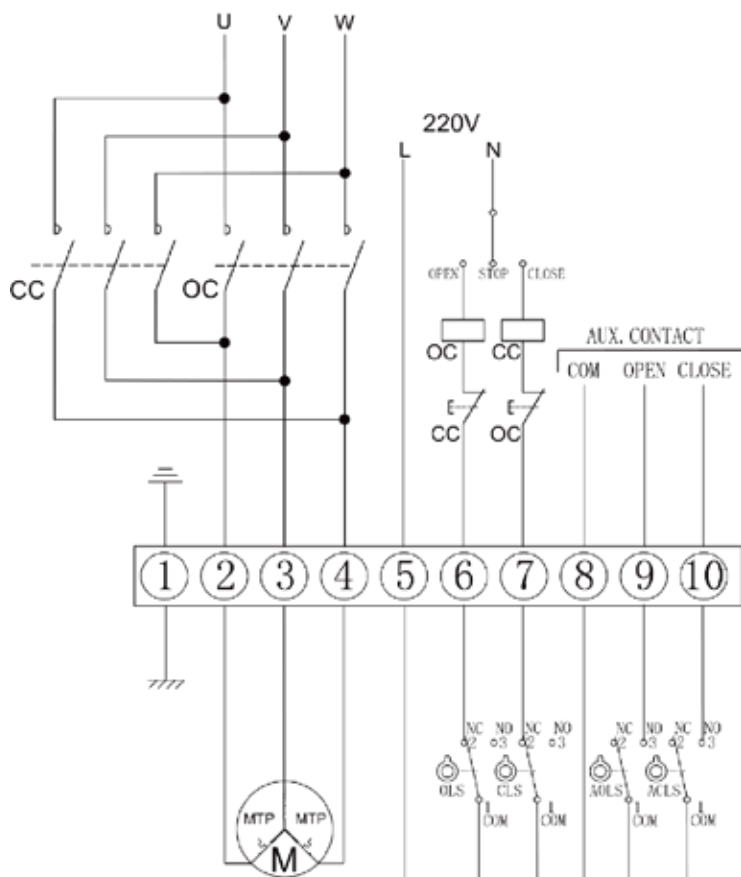 U V W
220V
L N
OPEN STOP CLOSE
CC OC
OC CC
AUX. CONTACT
COM OPEN CLOSE
CC OC
1 2 3 4 5 6 7 8 9 10
NC NO NC NO NC NO NC NO
2 3 2 3 2 3 2 3
OLS CLS AOLS ACLS
1 1 1 1
COM COM COM COM
MTP MTP
M